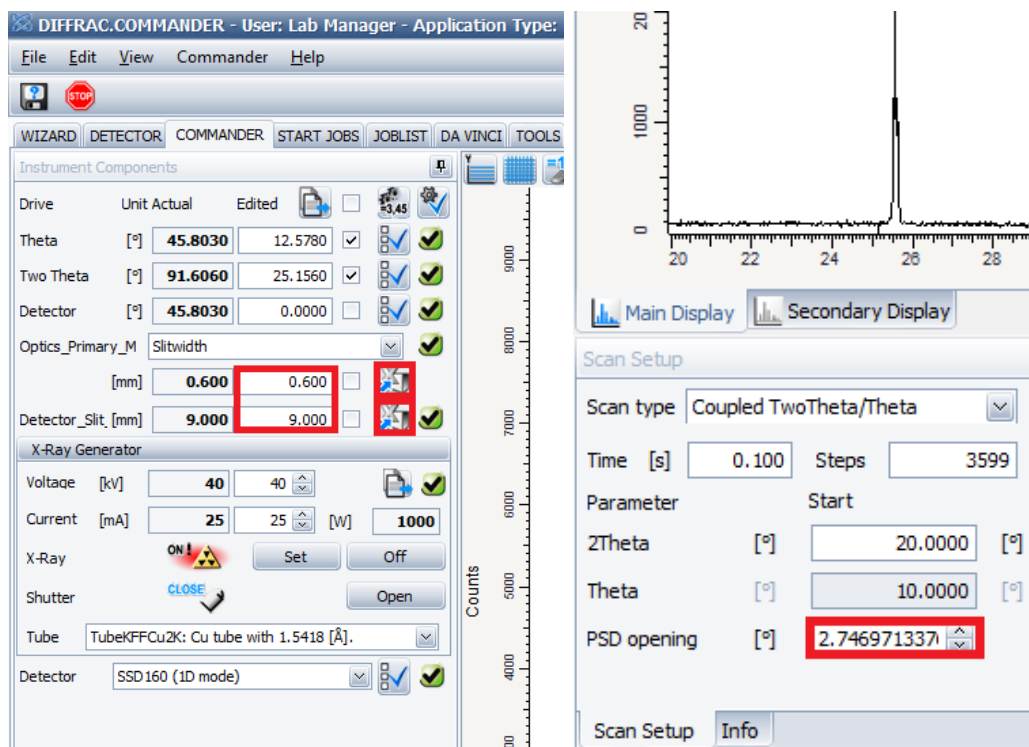 DIFFRAC.COMMANDER - User: Lab Manager - Application Type:
File Edit View Commander Help
STOP
WIZARD DETECTOR COMMANDER START JOBS JOBLIST DA VINCI TOOLS
Instrument Components
Drive Unit Actual Edited =3,45
Theta [°] 45.8030 12.5780
Two Theta [°] 91.6060 25.1560
Detector [°] 45.8030 0.0000
Optics_Primary_M Slitwidth
[mm] 0.600 0.600
Detector_Slit_ [mm] 9.000 9.000
X-Ray Generator
Voltage [kV] 40 40
Current [mA] 25 25 [W] 1000
X-Ray ON! Set Off
Shutter CLOSE Open
Tube TubeKFFCu2K: Cu tube with 1.5418 [Å].
Detector SSD160 (1D mode)
Y
9000
8000
7000
6000
5000
4000
Counts
20
1000
0
20 22 24 26 28
Main Display Secondary Display
Scan Setup
Scan type Coupled TwoTheta/Theta
Time [s] 0.100 Steps 3599
Parameter Start
2Theta [°] 20.0000 [°]
Theta [°] 10.0000 [°]
PSD opening [°] 2.746971337
Scan Setup Info